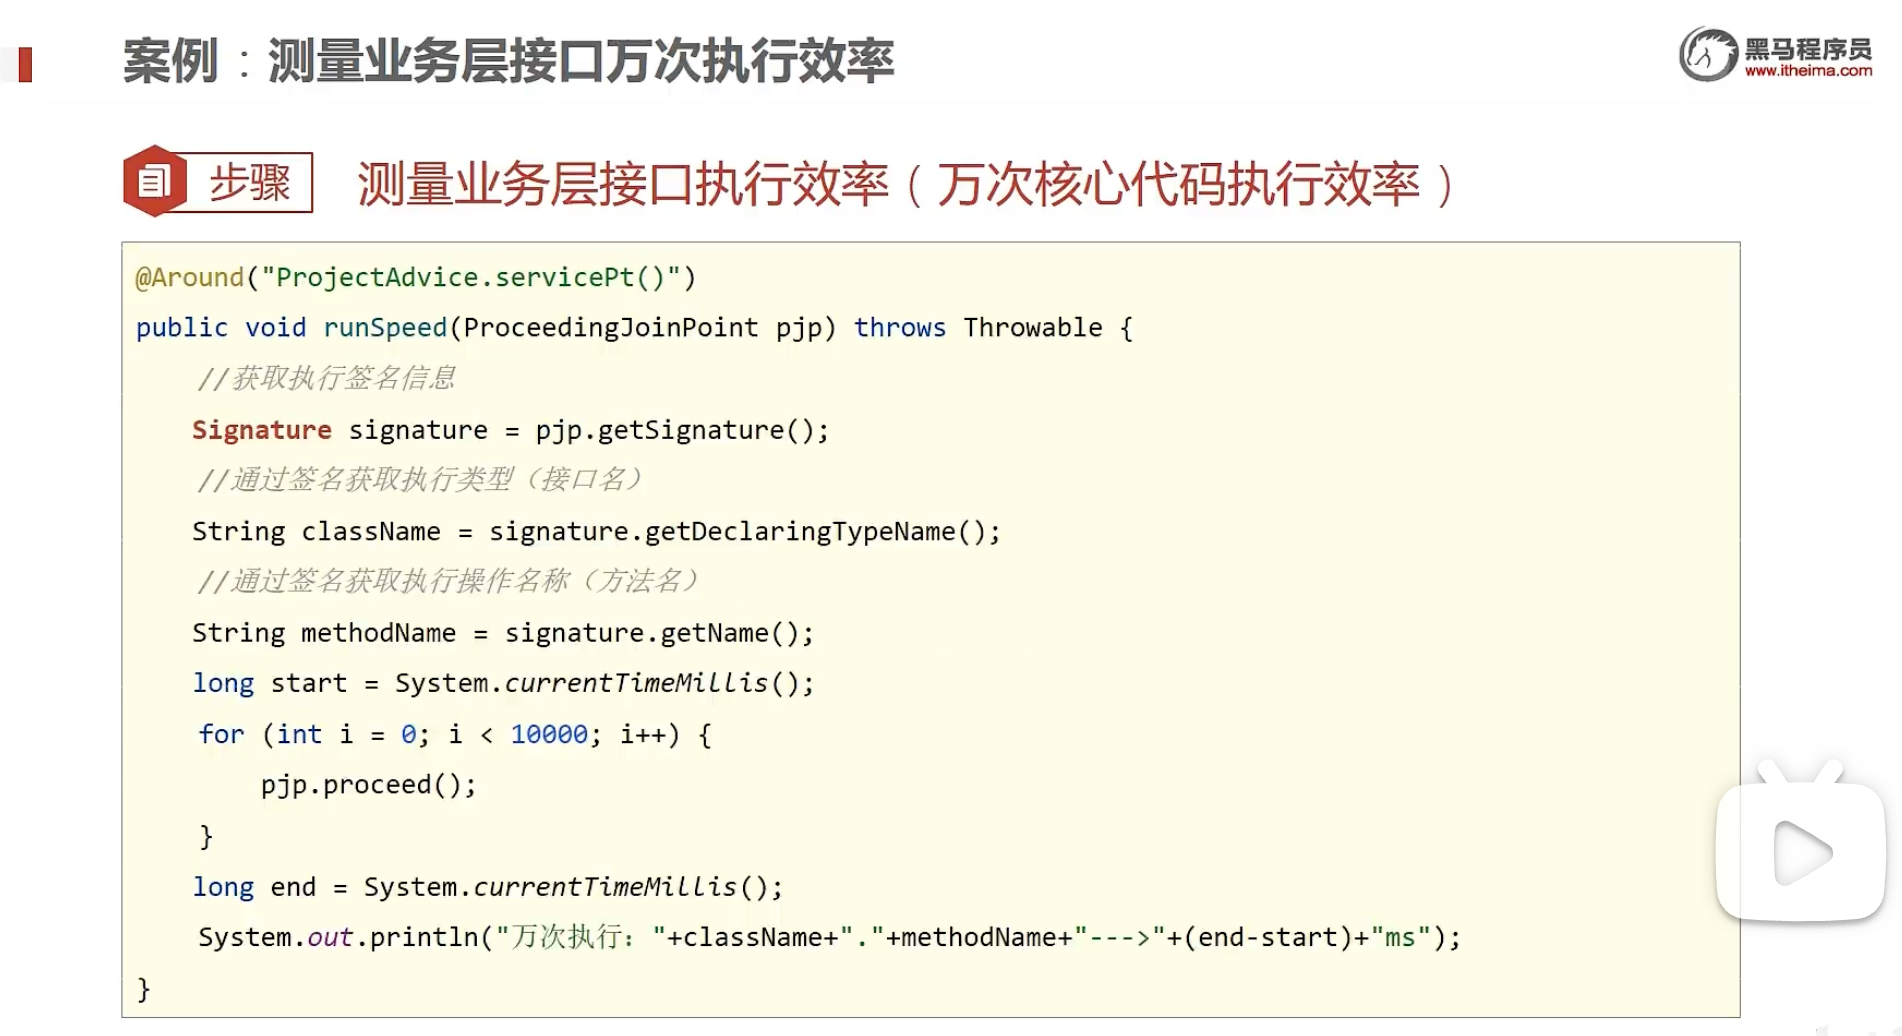 案例：测量业务层接口万次执行效率
黑马程序员
www.itheima.com
步骤
测量业务层接口执行效率（万次核心代码执行效率）
@Around("ProjectAdvice.servicePt()")
public void runSpeed(ProceedingJoinPoint pjp) throws Throwable {
//获取执行签名信息
Signature signature = pjp.getSignature();
//通过签名获取执行类型（接口名）
String className = signature.getDeclaringTypeName();
//通过签名获取执行操作名称（方法名）
String methodName = signature.getName();
long start = System.currentTimeMillis();
for (int i = 0; i < 10000; i++) {
pjp.proceed();
}
long end = System.currentTimeMillis();
System.out.println("万次执行："+className+"."+methodName+"--->"+(end-start)+"ms");
}